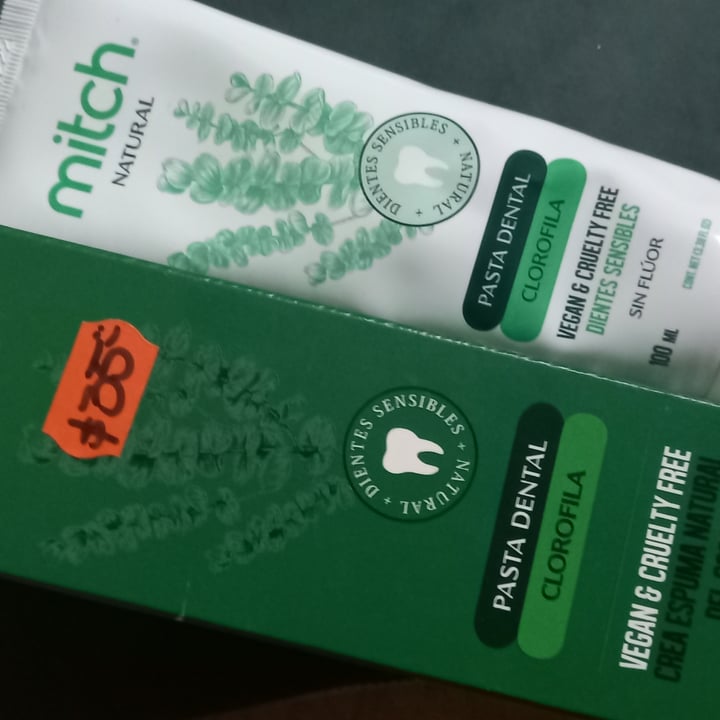 mitch®
NATURAL
DIENTES SENSIBLES + NATURAL +
PASTA DENTAL
CLOROFILA
VEGAN & CRUELTY FREE
DIENTES SENSIBLES
SIN FLÚOR
100 ML
DIENTES SENSIBLES + NATURAL +
PASTA DENTAL
CLOROFILA
VEGAN & CRUELTY FREE
CREA ESPUMA NATURAL